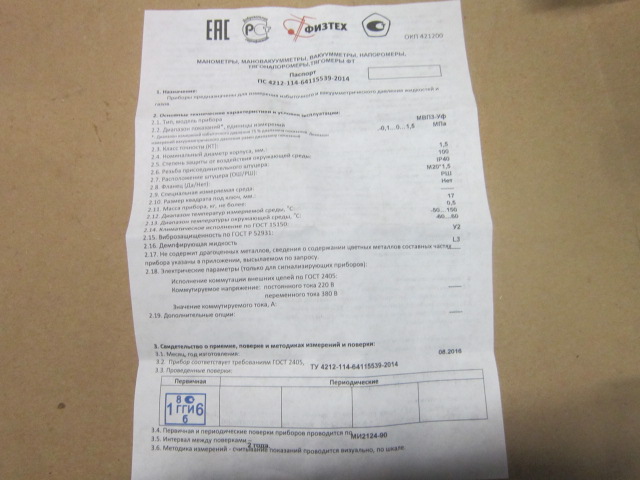 ЕАС РСТ ФИЗТЕХ
ОКП 421200
МАНОМЕТРЫ, МАНОВАКУУММЕТРЫ, ВАКУУММЕТРЫ, НАПОРОМЕРЫ,
ТЯГОНАПОРОМЕРЫ, ТЯГОМЕРЫ ФТ
Паспорт
ПС 4212-114-64115539-2014
1. Назначение:
Приборы предназначены для измерения избыточного и вакуумметрического давления жидкостей и
газов.
2. Основные технические характеристики и условия эксплуатации:
2.1. Тип, модель прибора МВП3-Уф
2.2. Диапазон показаний*, единицы измерений -0,1...0...1,5 МПа
2.3. Класс точности (КТ): 1,5
2.4. Номинальный диаметр корпуса, мм.: 100
2.5. Степень защиты от воздействия окружающей среды: IP40
2.6. Резьба присоединительного штуцера: М20*1,5
2.7. Расположение штуцера (ОШ/РШ): РШ
2.8. Фланец (Да/Нет): Нет
2.9. Специальная измеряемая среда:
2.10. Размер квадрата под ключ, мм.: 17
2.11. Масса прибора, кг, не более: 0,5
2.12. Диапазон температур измеряемой среды, °С -50...150
2.13. Диапазон температуры окружающей среды, °С -60...60
2.14. Климатическое исполнение по ГОСТ 15150: У2
2.15. Виброзащищенность по ГОСТ Р 52931: L3
2.16. Демпфирующая жидкость
2.17. Не содержит драгоценных металлов, сведения о содержании цветных металлов составные части
прибора указаны в приложении, высылаемом по запросу.
2.18. Электрические параметры (только для сигнализирующих приборов):
Исполнение коммутации внешних цепей по ГОСТ 2405:
Коммутируемое напряжение: постоянного тока 220 В
переменного тока 380 В
Значение коммутируемого тока, А:
2.19. Дополнительные опции:
3. Свидетельство о приемке, поверке и методиках измерений и поверки:
3.1. Месяц, год изготовления: 08.2016
3.2. Прибор соответствует требованиям ГОСТ 2405, ТУ 4212-114-64115539-2014
3.3. Проведенные поверки:
Первичная Периодические
8
1 ГГИ 6
б
3.4. Первичная и периодические поверки приборов проводится по МИ2124-90
3.5. Интервал между поверками: 2 года
3.6. Методика измерений - считывание показаний проводится визуально, по шкале.